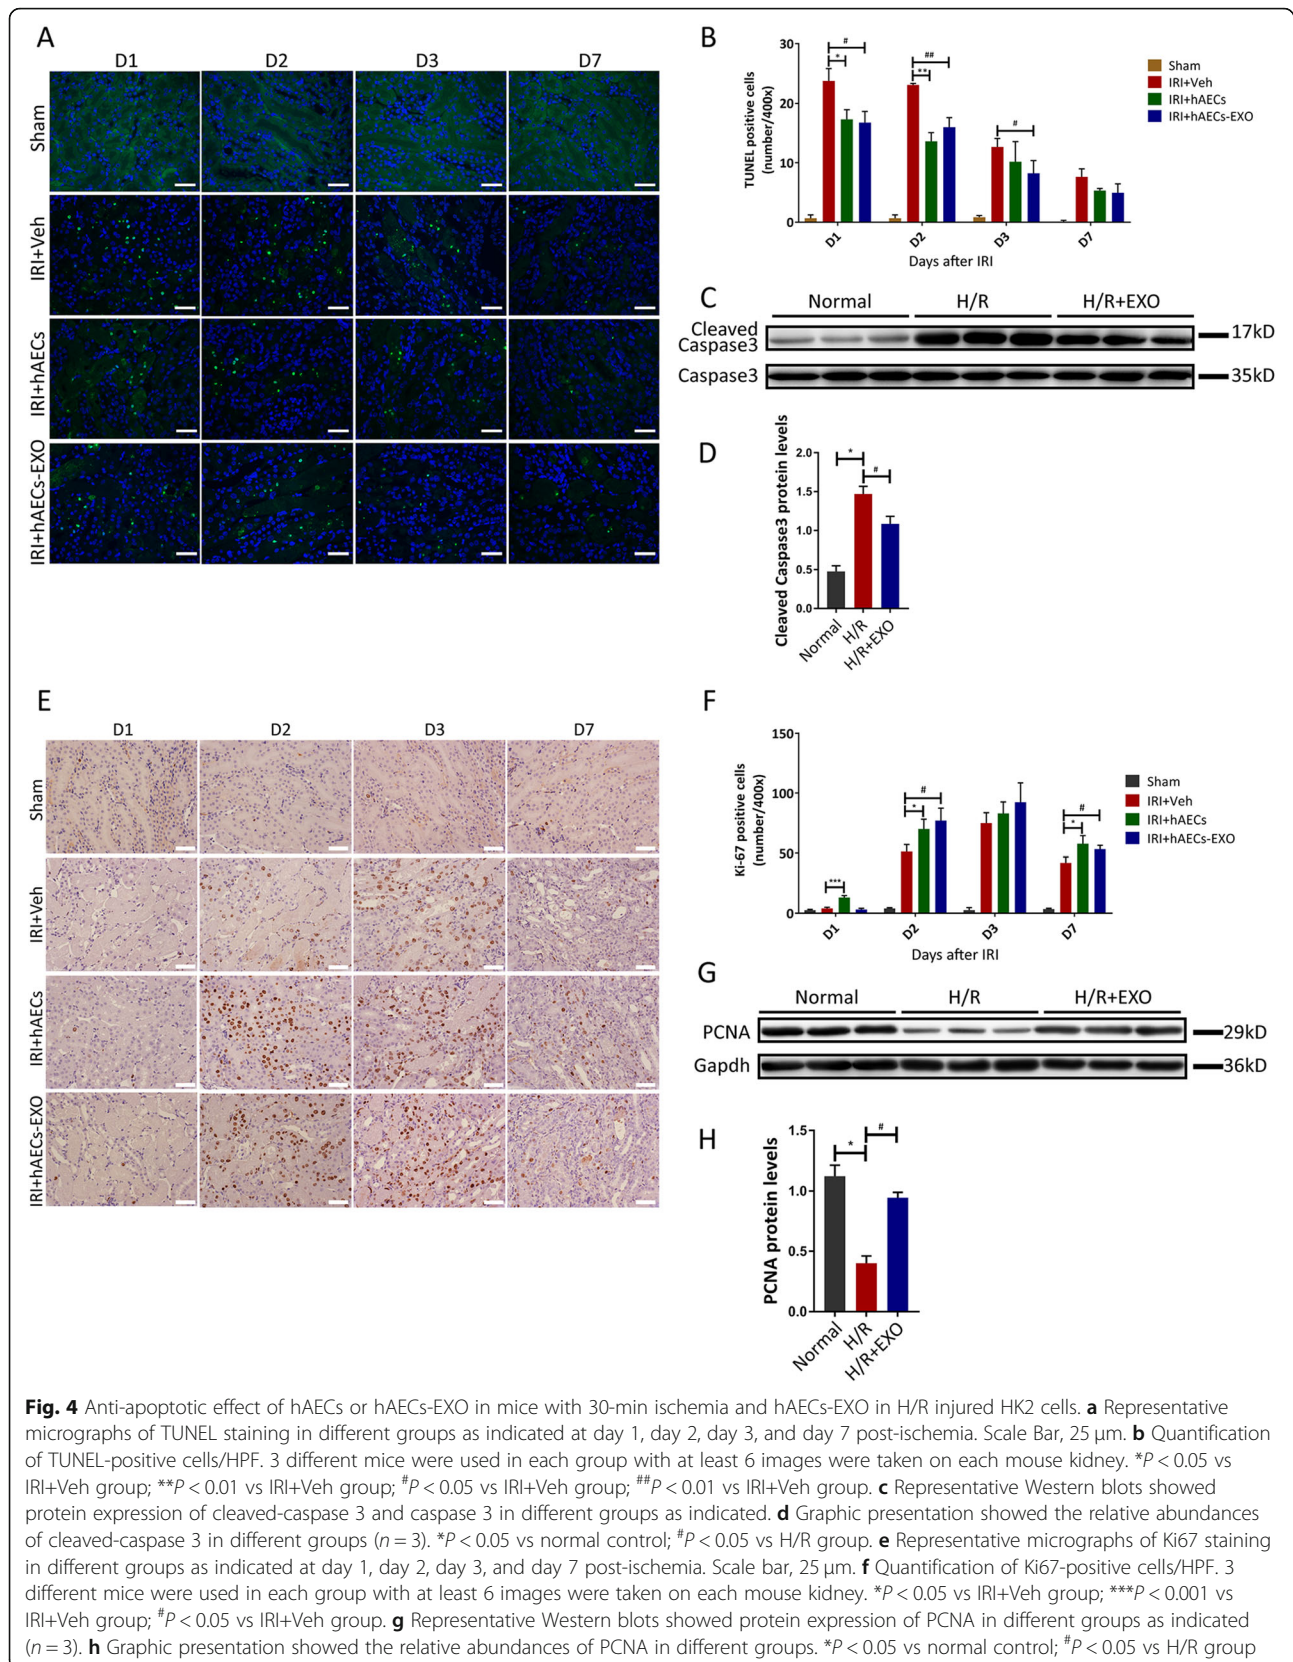 A
D1 D2 D3 D7
Sham
IRI+Veh
IRI+hAECs
IRI+hAECs-EXO
B
TUNEL positive cells
(number/400x)
30
20
10
0
# * ## ** #
D1 D2 D3 D7
Days after IRI
Sham
IRI+Veh
IRI+hAECs
IRI+hAECs-EXO
C
Normal H/R H/R+EXO
Cleaved
Caspase3
17kD
Caspase3
35kD
D
Cleaved Caspase3 protein levels
2.0
1.5
1.0
0.5
0.0
* #
Normal H/R H/R+EXO
E
D1 D2 D3 D7
Sham
IRI+Veh
IRI+hAECs
IRI+hAECs-EXO
F
Ki-67 positive cells
(number/400x)
150
100
50
0
*** # * # *
D1 D2 D3 D7
Days after IRI
Sham
IRI+Veh
IRI+hAECs
IRI+hAECs-EXO
G
Normal H/R H/R+EXO
PCNA 29kD
Gapdh 36kD
H
PCNA protein levels
1.5
1.0
0.5
0.0
* #
Normal H/R H/R+EXO
Fig. 4 Anti-apoptotic effect of hAECs or hAECs-EXO in mice with 30-min ischemia and hAECs-EXO in H/R injured HK2 cells. a Representative
micrographs of TUNEL staining in different groups as indicated at day 1, day 2, day 3, and day 7 post-ischemia. Scale Bar, 25 μm. b Quantification
of TUNEL-positive cells/HPF. 3 different mice were used in each group with at least 6 images were taken on each mouse kidney. *P < 0.05 vs
IRI+Veh group; **P < 0.01 vs IRI+Veh group; #P < 0.05 vs IRI+Veh group; ##P < 0.01 vs IRI+Veh group. c Representative Western blots showed
protein expression of cleaved-caspase 3 and caspase 3 in different groups as indicated. d Graphic presentation showed the relative abundances
of cleaved-caspase 3 in different groups (n = 3). *P < 0.05 vs normal control; #P < 0.05 vs H/R group. e Representative micrographs of Ki67 staining
in different groups as indicated at day 1, day 2, day 3, and day 7 post-ischemia. Scale bar, 25 μm. f Quantification of Ki67-positive cells/HPF. 3
different mice were used in each group with at least 6 images were taken on each mouse kidney. *P < 0.05 vs IRI+Veh group; ***P < 0.001 vs
IRI+Veh group; #P < 0.05 vs IRI+Veh group. g Representative Western blots showed protein expression of PCNA in different groups as indicated
(n = 3). h Graphic presentation showed the relative abundances of PCNA in different groups. *P < 0.05 vs normal control; #P < 0.05 vs H/R group